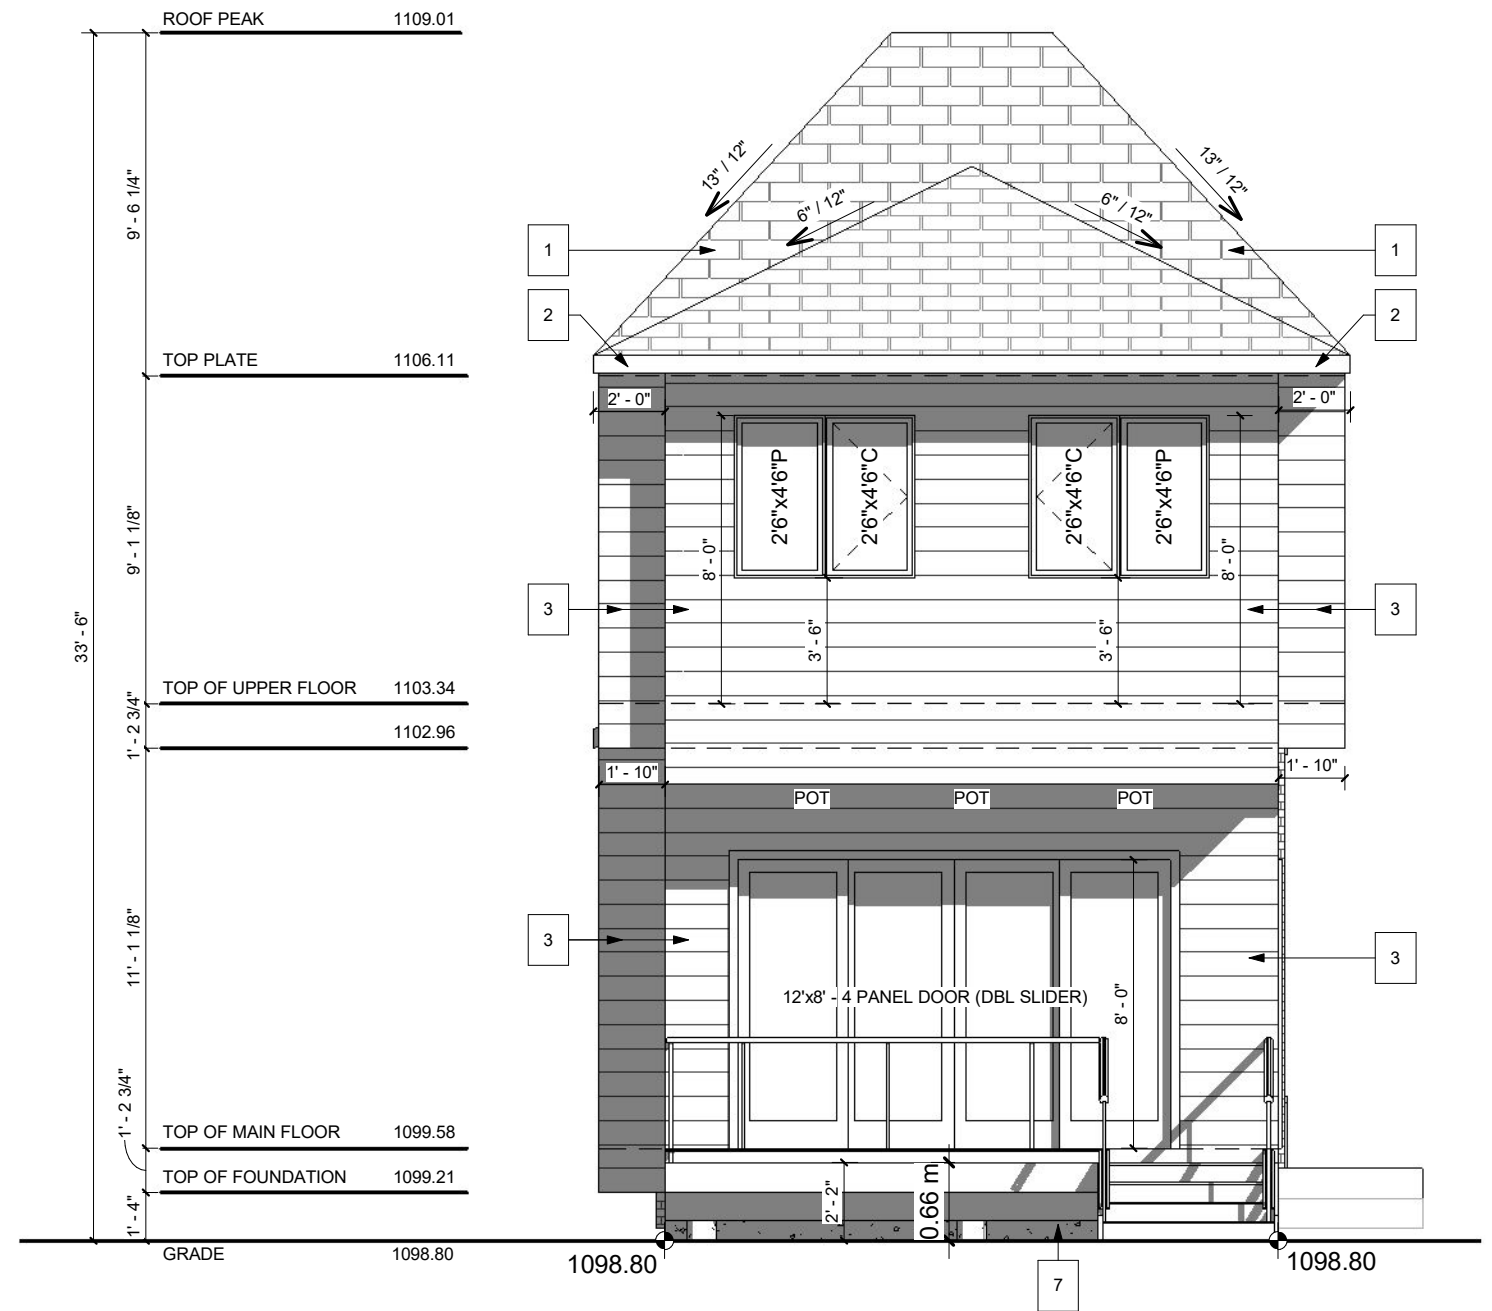 ROOF PEAK 1109.01
13" / 12"
13" / 12"
6" / 12"
6" / 12"
9' - 6 1/4"
1
1
2
2
TOP PLATE 1106.11
2' - 0"
2' - 0"
2'6"x4'6"P
2'6"x4'6"C
2'6"x4'6"C
2'6"x4'6"P
9' - 1 1/8"
8' - 0"
8' - 0"
3
3
33' - 6"
3' - 6"
3' - 6"
TOP OF UPPER FLOOR 1103.34
1' - 2 3/4"
1102.96
1' - 10"
1' - 10"
POT
POT
POT
11' - 1 1/8"
3
3
12'x8' - 4 PANEL DOOR (DBL SLIDER)
8' - 0"
1' - 2 3/4"
TOP OF MAIN FLOOR 1099.58
TOP OF FOUNDATION 1099.21
2' - 2"
0.66 m
1' - 4"
GRADE 1098.80
1098.80
1098.80
7